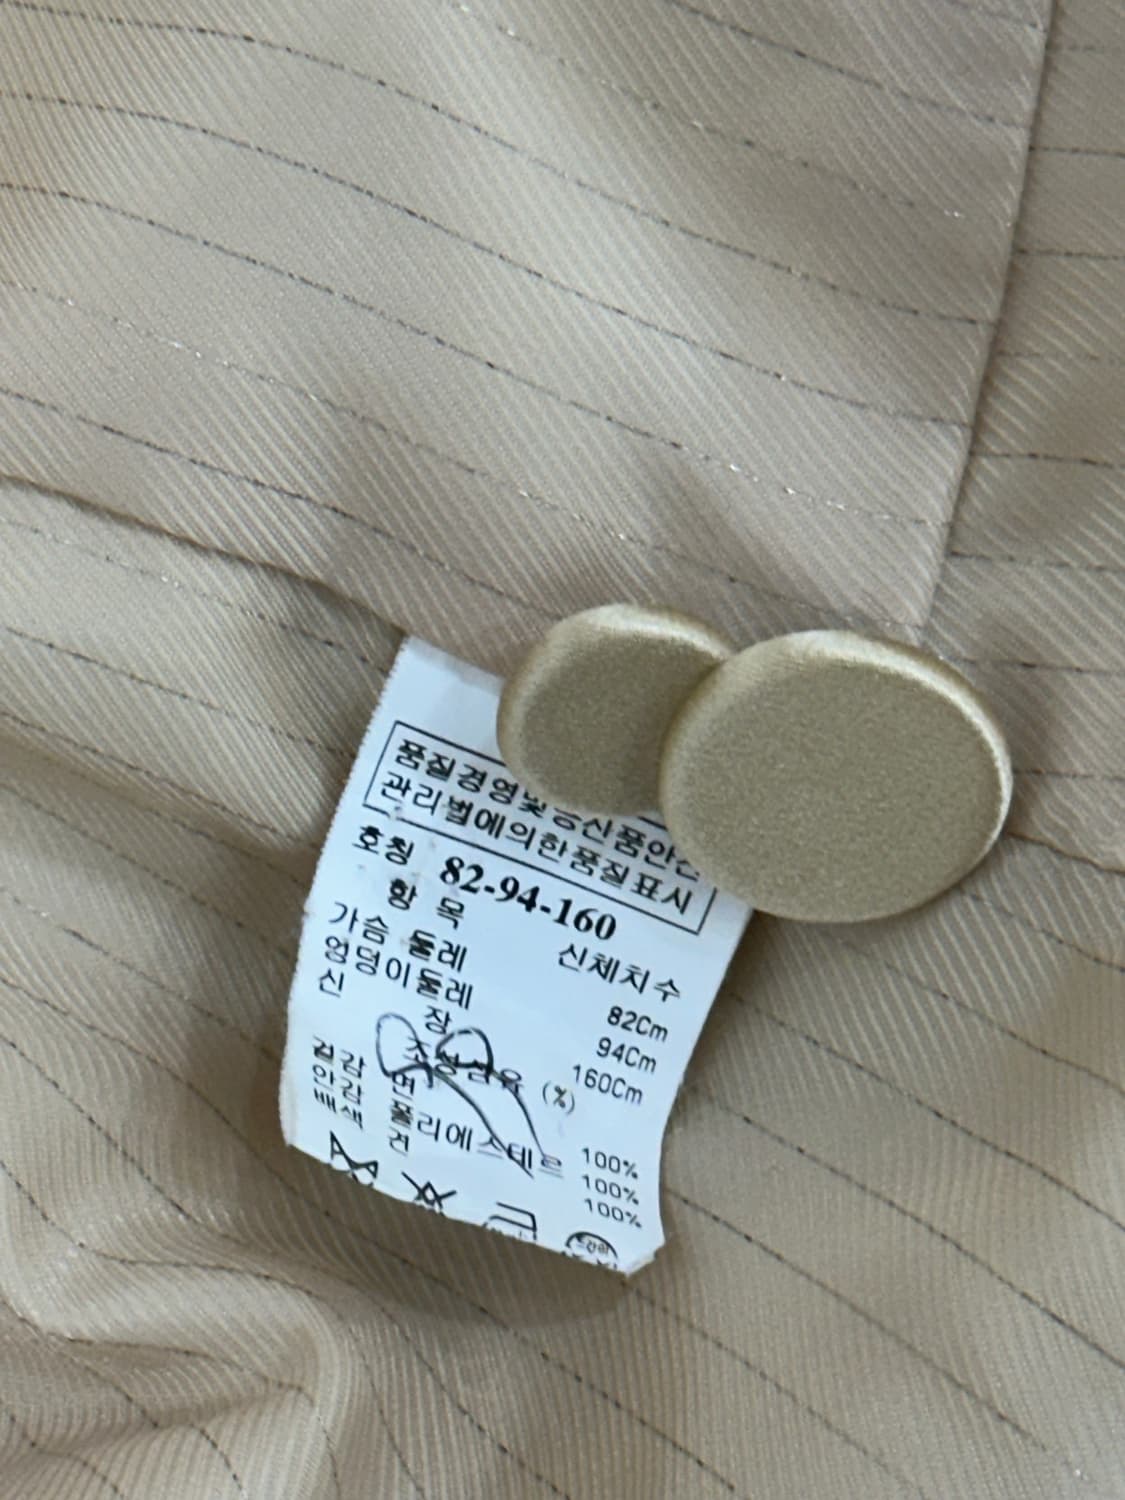 품질경영및공산품안전
관리법에의한품질표시
호칭 82-94-160
항 목 신체치수
가슴 둘레 82Cm
엉덩이둘레 94Cm
신 장 160Cm
조성섬유 (%)
겉감 면 100%
안감 폴리에스테르 100%
배색 견 100%
드라이